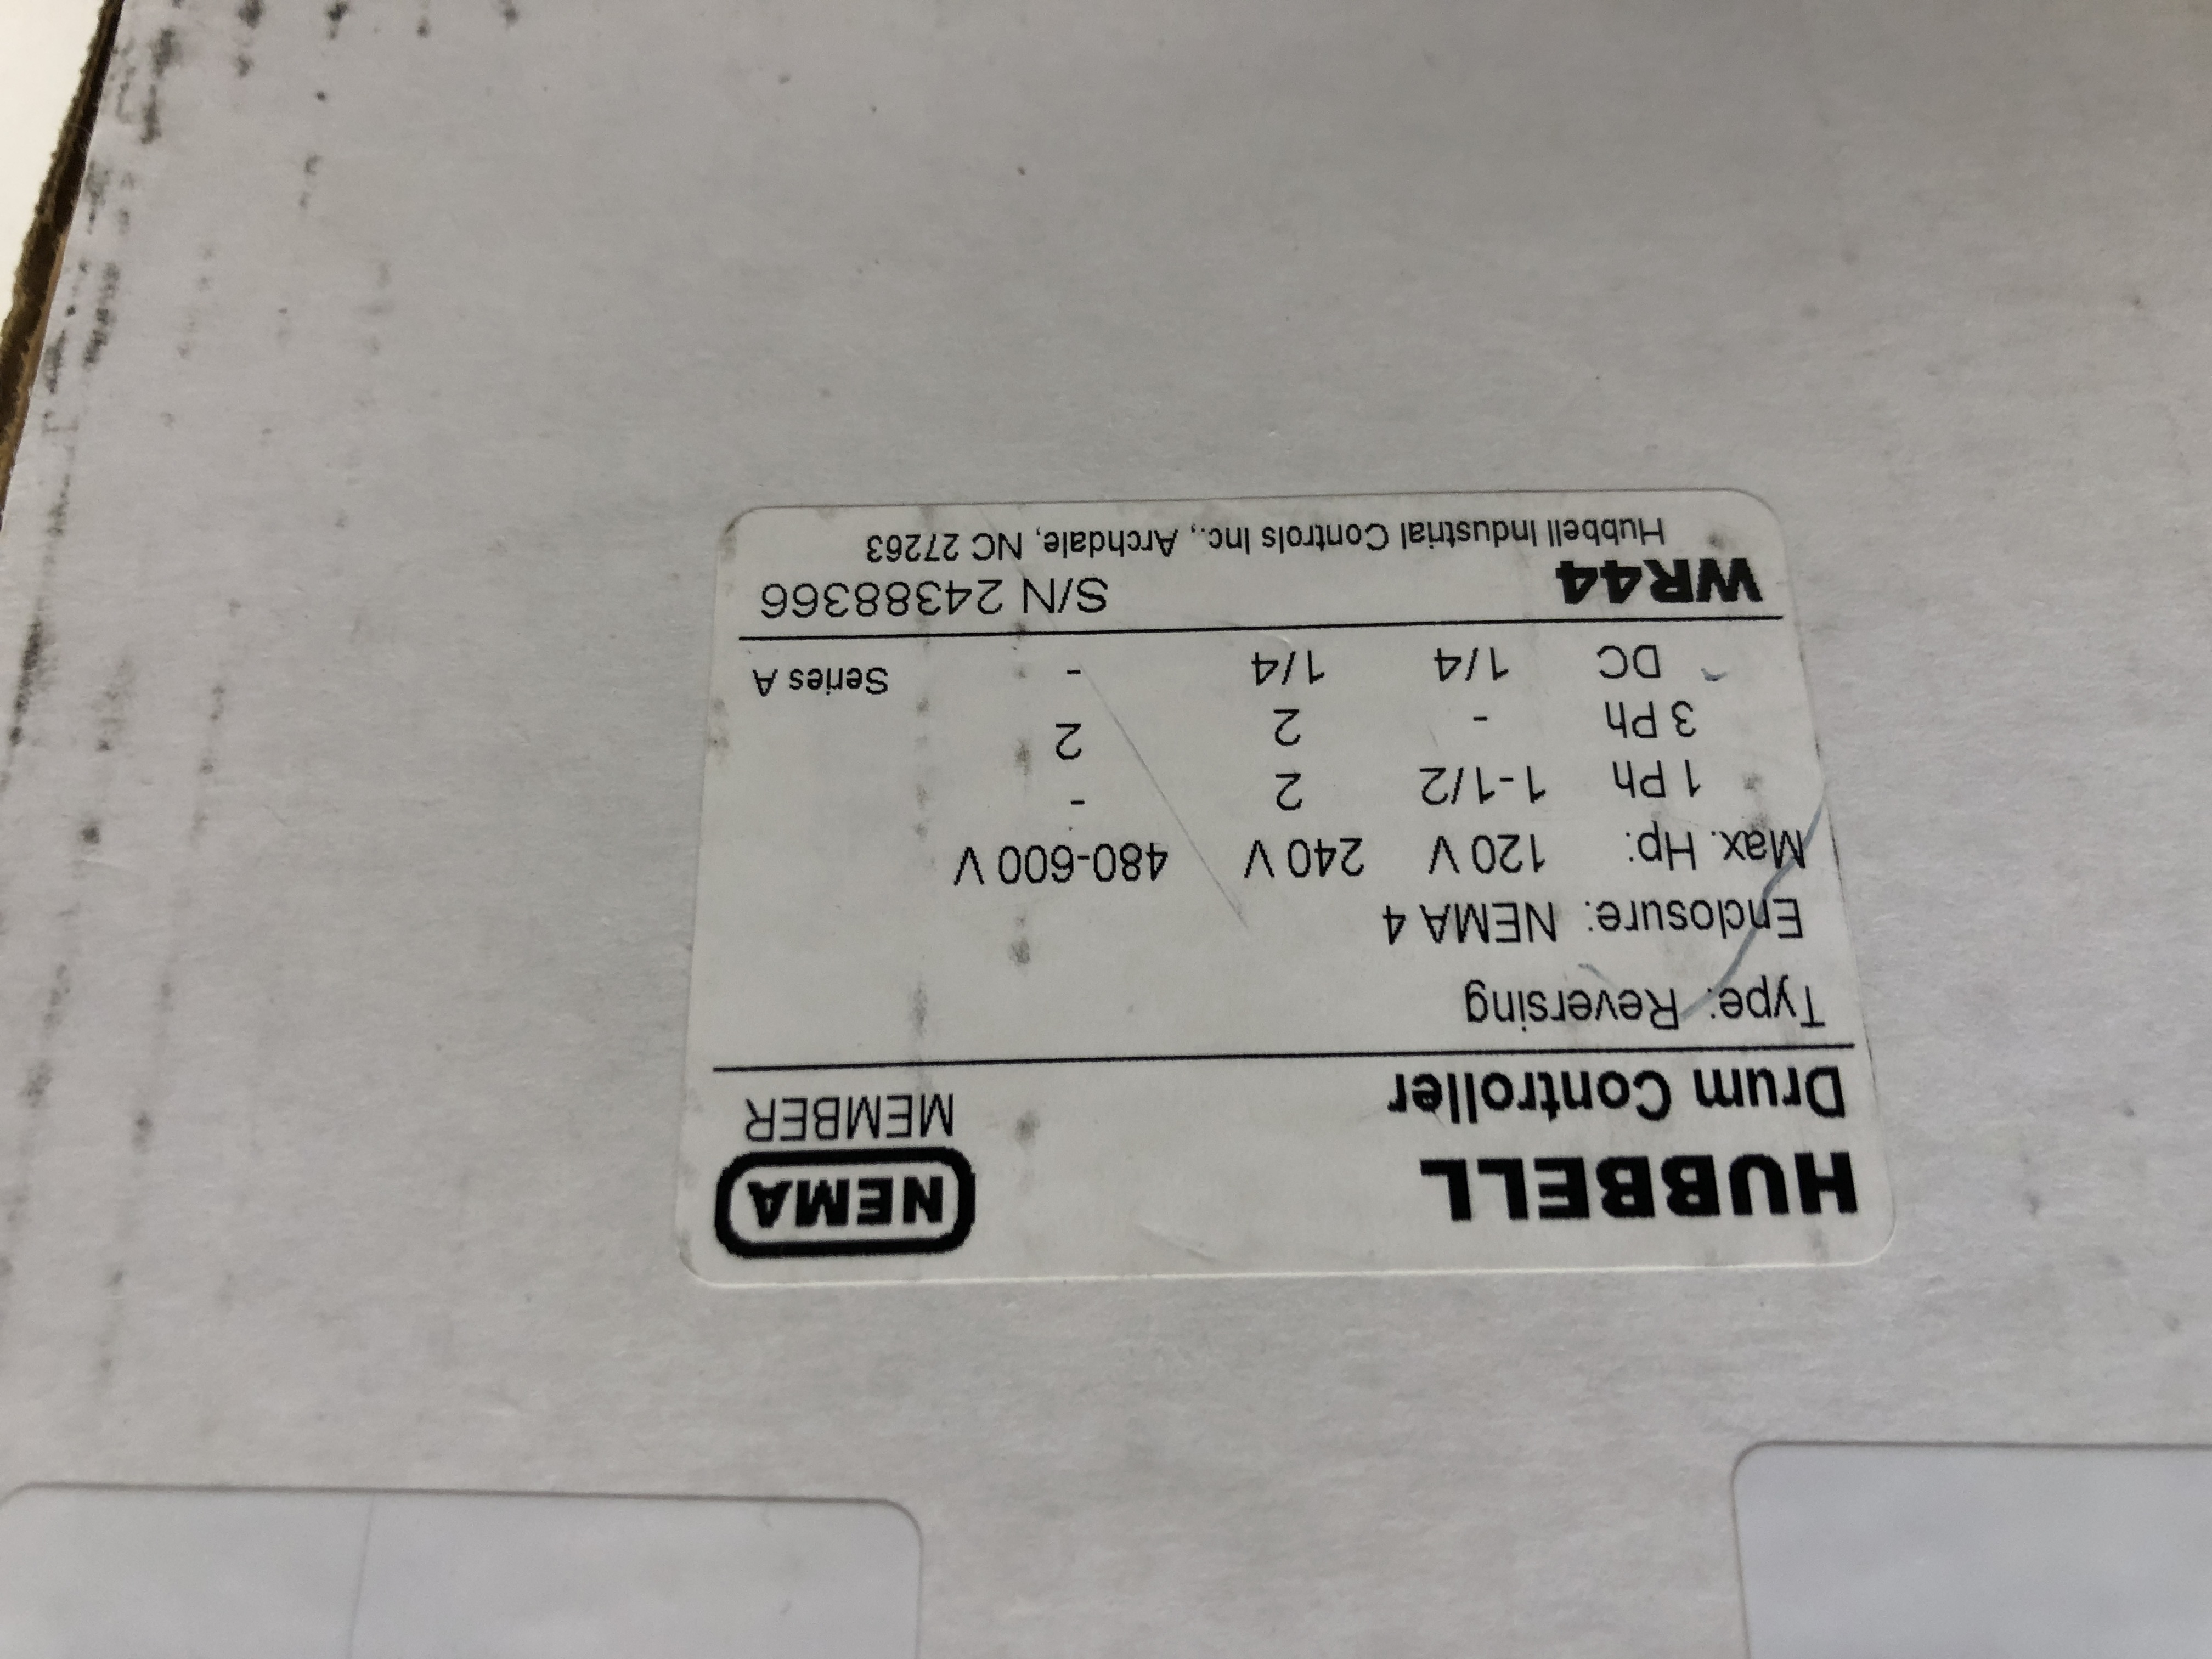 HUBBELL NEMA
Drum Controller MEMBER
Type: Reversing
Enclosure: NEMA 4
Max. Hp: 120 V 240 V 480-600 V
1 Ph 1-1/2 2 -
3 Ph - 2 2
DC 1/4 1/4 - Series A
WR44 S/N 24388366
Hubbell Industrial Controls Inc., Archdale, NC 27263